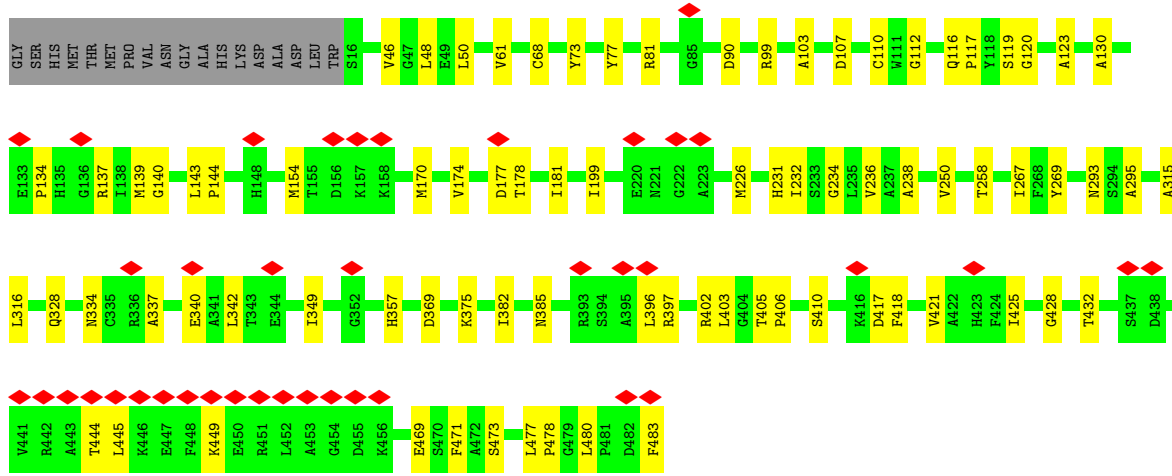 GLY SER HIS MET THR MET PRO VAL ASN GLY ALA HIS LYS ASP ALA ASP LEU TRP S16 V46 G47 L48 E49 L50 V61 C68 Y73 Y77 R81 G85 D90 R99 A103 D107 C110 W111 G112 Q116 P117 Y118 S119 G120 A123 A130
E133 P134 H135 G136 R137 I138 M139 G140 L143 P144 H148 M154 T155 D156 K157 K158 M170 V174 D177 T178 I181 I199 E220 N221 G222 A223 M226 H231 I232 S233 G234 L235 V236 A237 A238 V250 T258 I267 F268 Y269 N293 S294 A295 A315
L316 Q328 N334 C335 R336 A337 E340 A341 L342 T343 E344 I349 G352 H357 D369 K375 I382 N385 R393 S394 A395 L396 R397 R402 L403 G404 T405 P406 S410 K416 D417 F418 V421 A422 H423 F424 I425 G428 T432 S437 D438
V441 R442 A443 T444 L445 K446 E447 F448 K449 E450 R451 L452 A453 G454 D455 K456 E469 S470 F471 A472 S473 L477 P478 G479 L480 P481 D482 F483